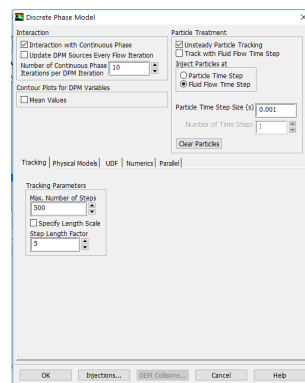 Discrete Phase Model
Interaction
Interaction with Continuous Phase
Update DPM Sources Every Flow Iteration
Number of Continuous Phase
Iterations per DPM Iteration
10
Contour Plots for DPM Variables
Mean Values
Particle Treatment
Unsteady Particle Tracking
Track with Fluid Flow Time Step
Inject Particles at
Particle Time Step
Fluid Flow Time Step
Particle Time Step Size (s) 0.001
Number of Time Steps 1
Clear Particles
Tracking Physical Models UDF Numerics Parallel
Tracking Parameters
Max. Number of Steps
500
Specify Length Scale
Step Length Factor
5
OK Injections... DEM Collisions... Cancel Help